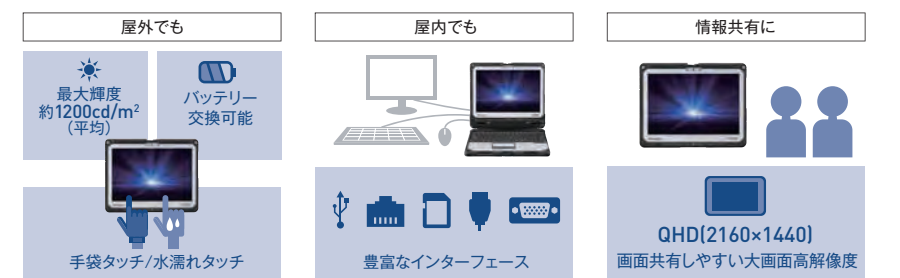 屋外でも
最大輝度
約1200cd/m²
(平均)
バッテリー
交換可能
手袋タッチ/水濡れタッチ
屋内でも
豊富なインターフェース
情報共有に
QHD(2160×1440)
画面共有しやすい大画面高解像度